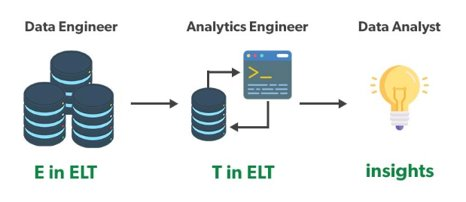 Data Engineer
Analytics Engineer
Data Analyst
>_
E in ELT
T in ELT
insights